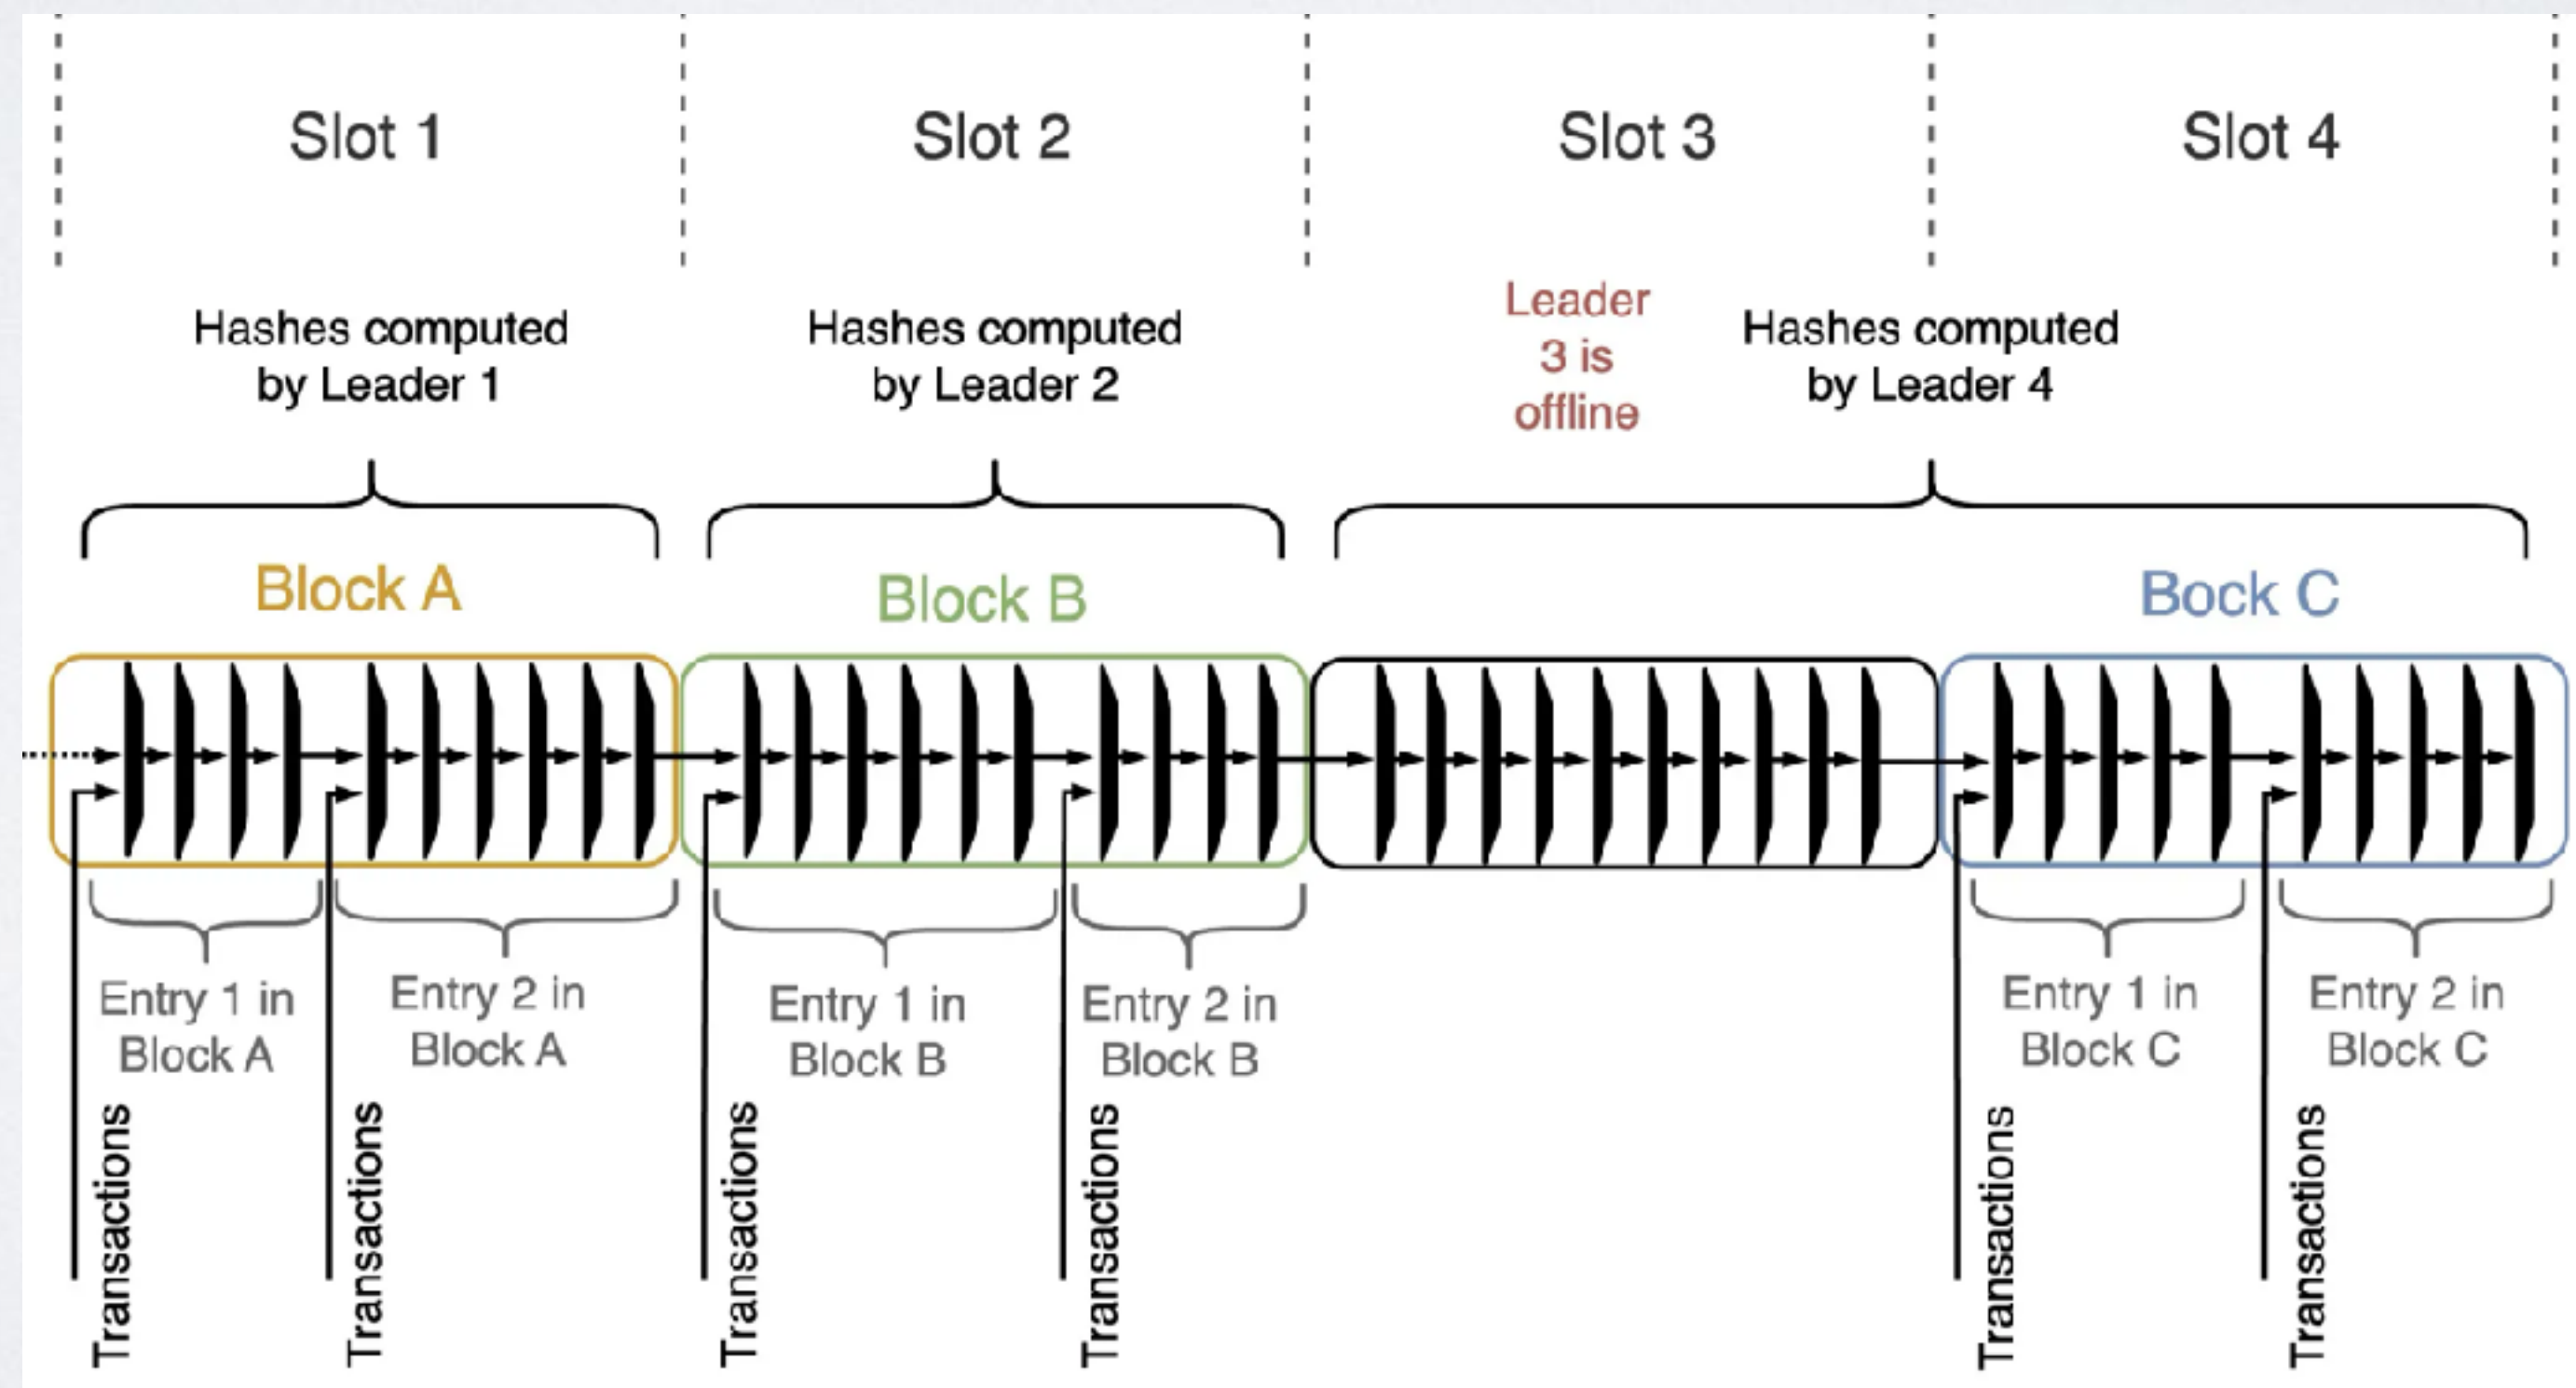 Slot 1
Slot 2
Slot 3
Slot 4
Hashes computed
by Leader 1
Hashes computed
by Leader 2
Leader
3 is
offline
Hashes computed
by Leader 4
Block A
Block B
Bock C
Entry 1 in
Block A
Entry 2 in
Block A
Entry 1 in
Block B
Entry 2 in
Block B
Entry 1 in
Block C
Entry 2 in
Block C
Transactions
Transactions
Transactions
Transactions
Transactions
Transactions